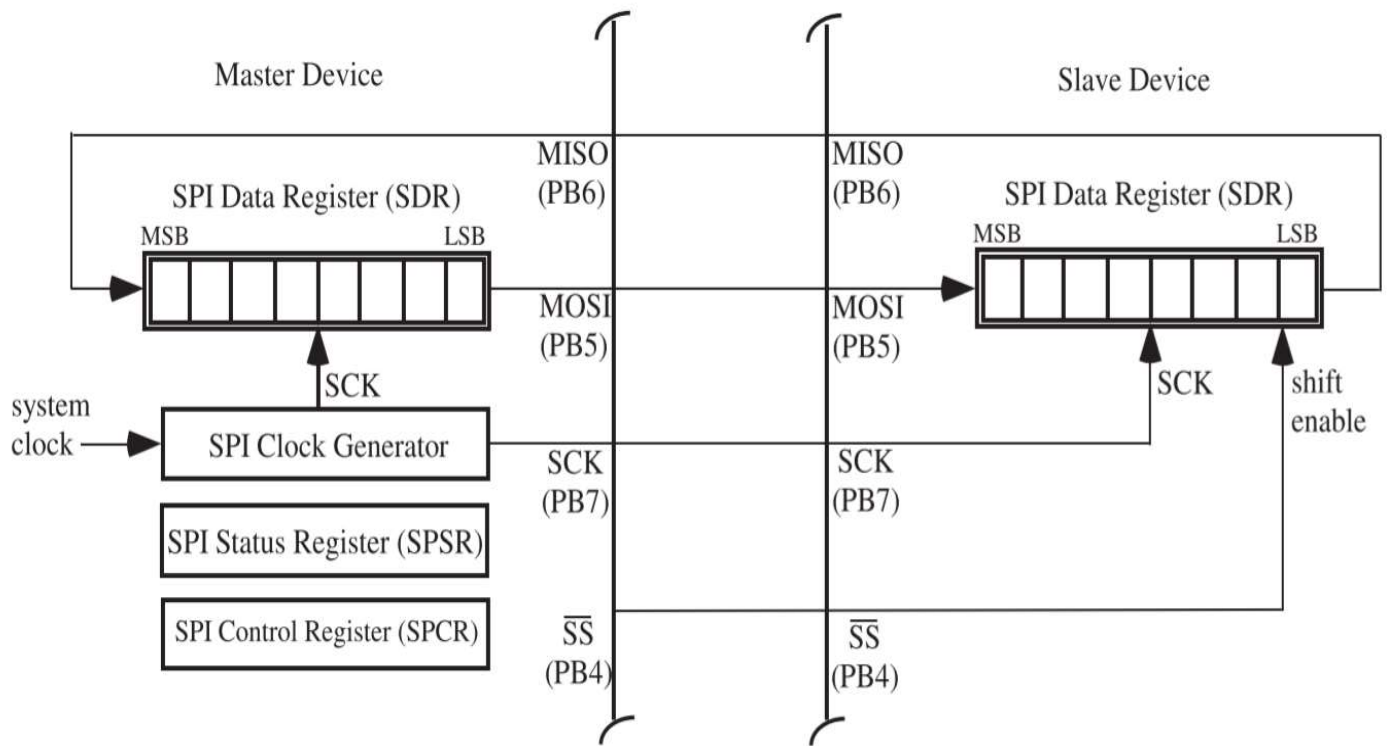 Master Device
Slave Device
MISO
(PB6)
MISO
(PB6)
SPI Data Register (SDR)
MSB
LSB
SPI Data Register (SDR)
MSB
LSB
MOSI
(PB5)
MOSI
(PB5)
SCK
SCK
shift
enable
system
clock
SPI Clock Generator
SCK
(PB7)
SCK
(PB7)
SPI Status Register (SPSR)
SPI Control Register (SPCR)
S̅S̅
(PB4)
S̅S̅
(PB4)